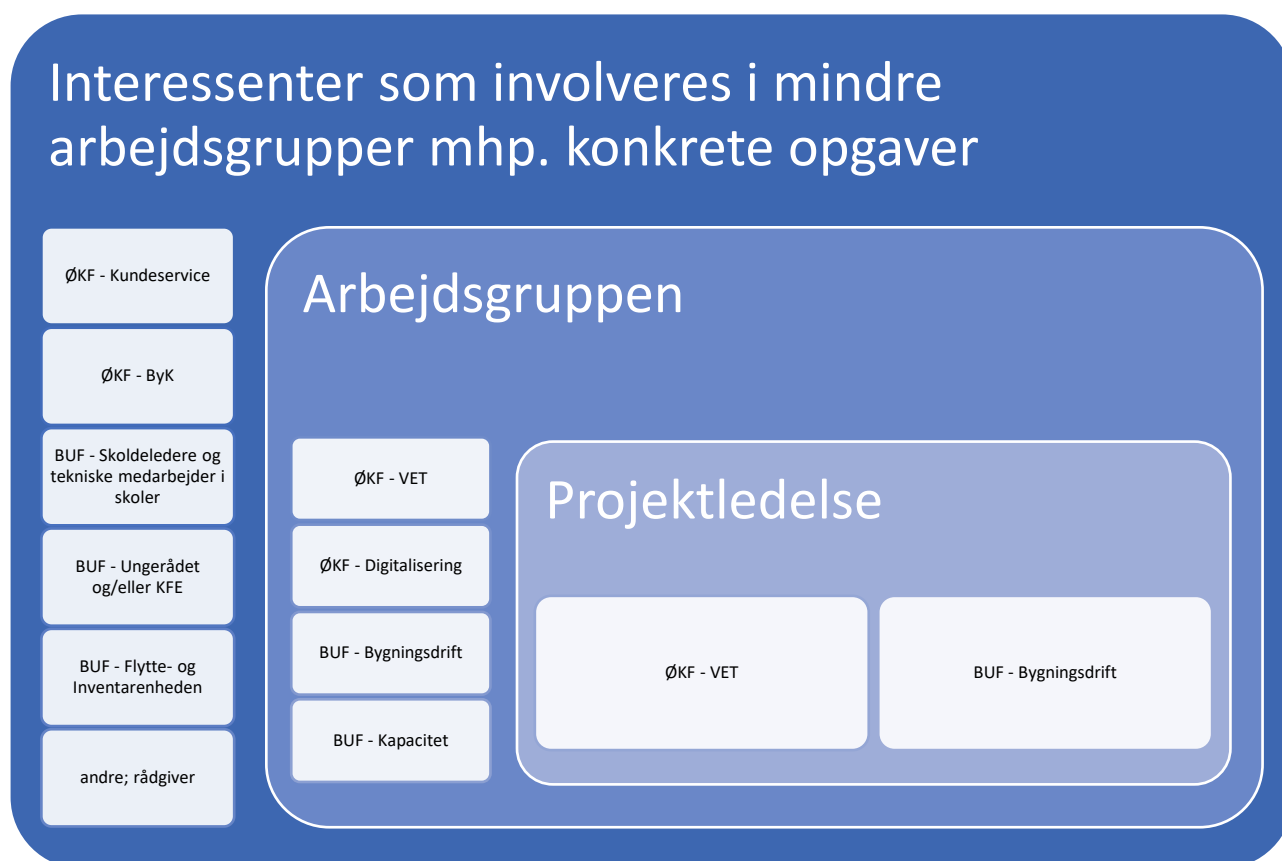 Interessenter som involveres i mindre
arbejdsgrupper mhp. konkrete opgaver
ØKF - Kundeservice
ØKF - ByK
BUF - Skoldeledere og
tekniske medarbejder i
skoler
BUF - Ungerådet
og/eller KFE
BUF - Flytte- og
Inventarenheden
andre; rådgiver
Arbejdsgruppen
ØKF - VET
ØKF - Digitalisering
BUF - Bygningsdrift
BUF - Kapacitet
Projektledelse
ØKF - VET
BUF - Bygningsdrift